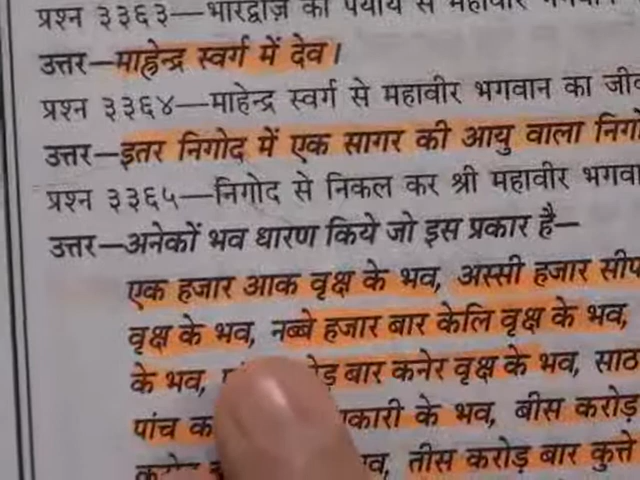 प्रश्न ३३६३—भारद्वाज की पर्याय से महावीर
उत्तर—माहेन्द्र स्वर्ग में देव।
प्रश्न ३३६४—माहेन्द्र स्वर्ग से महावीर भगवान का
उत्तर—इतर निगोद में एक सागर की आयु वाला
प्रश्न ३३६५—निगोद से निकल कर श्री महावीर
उत्तर—अनेकों भव धारण किये जो इस प्रकार है—
एक हजार आक वृक्ष के भव, अस्सी हजार
वृक्ष के भव, नब्बे हजार बार केलि वृक्ष के भव,
के भव, बार कनेर वृक्ष के भव, साठ
पांच के भव, बीस करोड़
तीस करोड़ बार कुत्ते